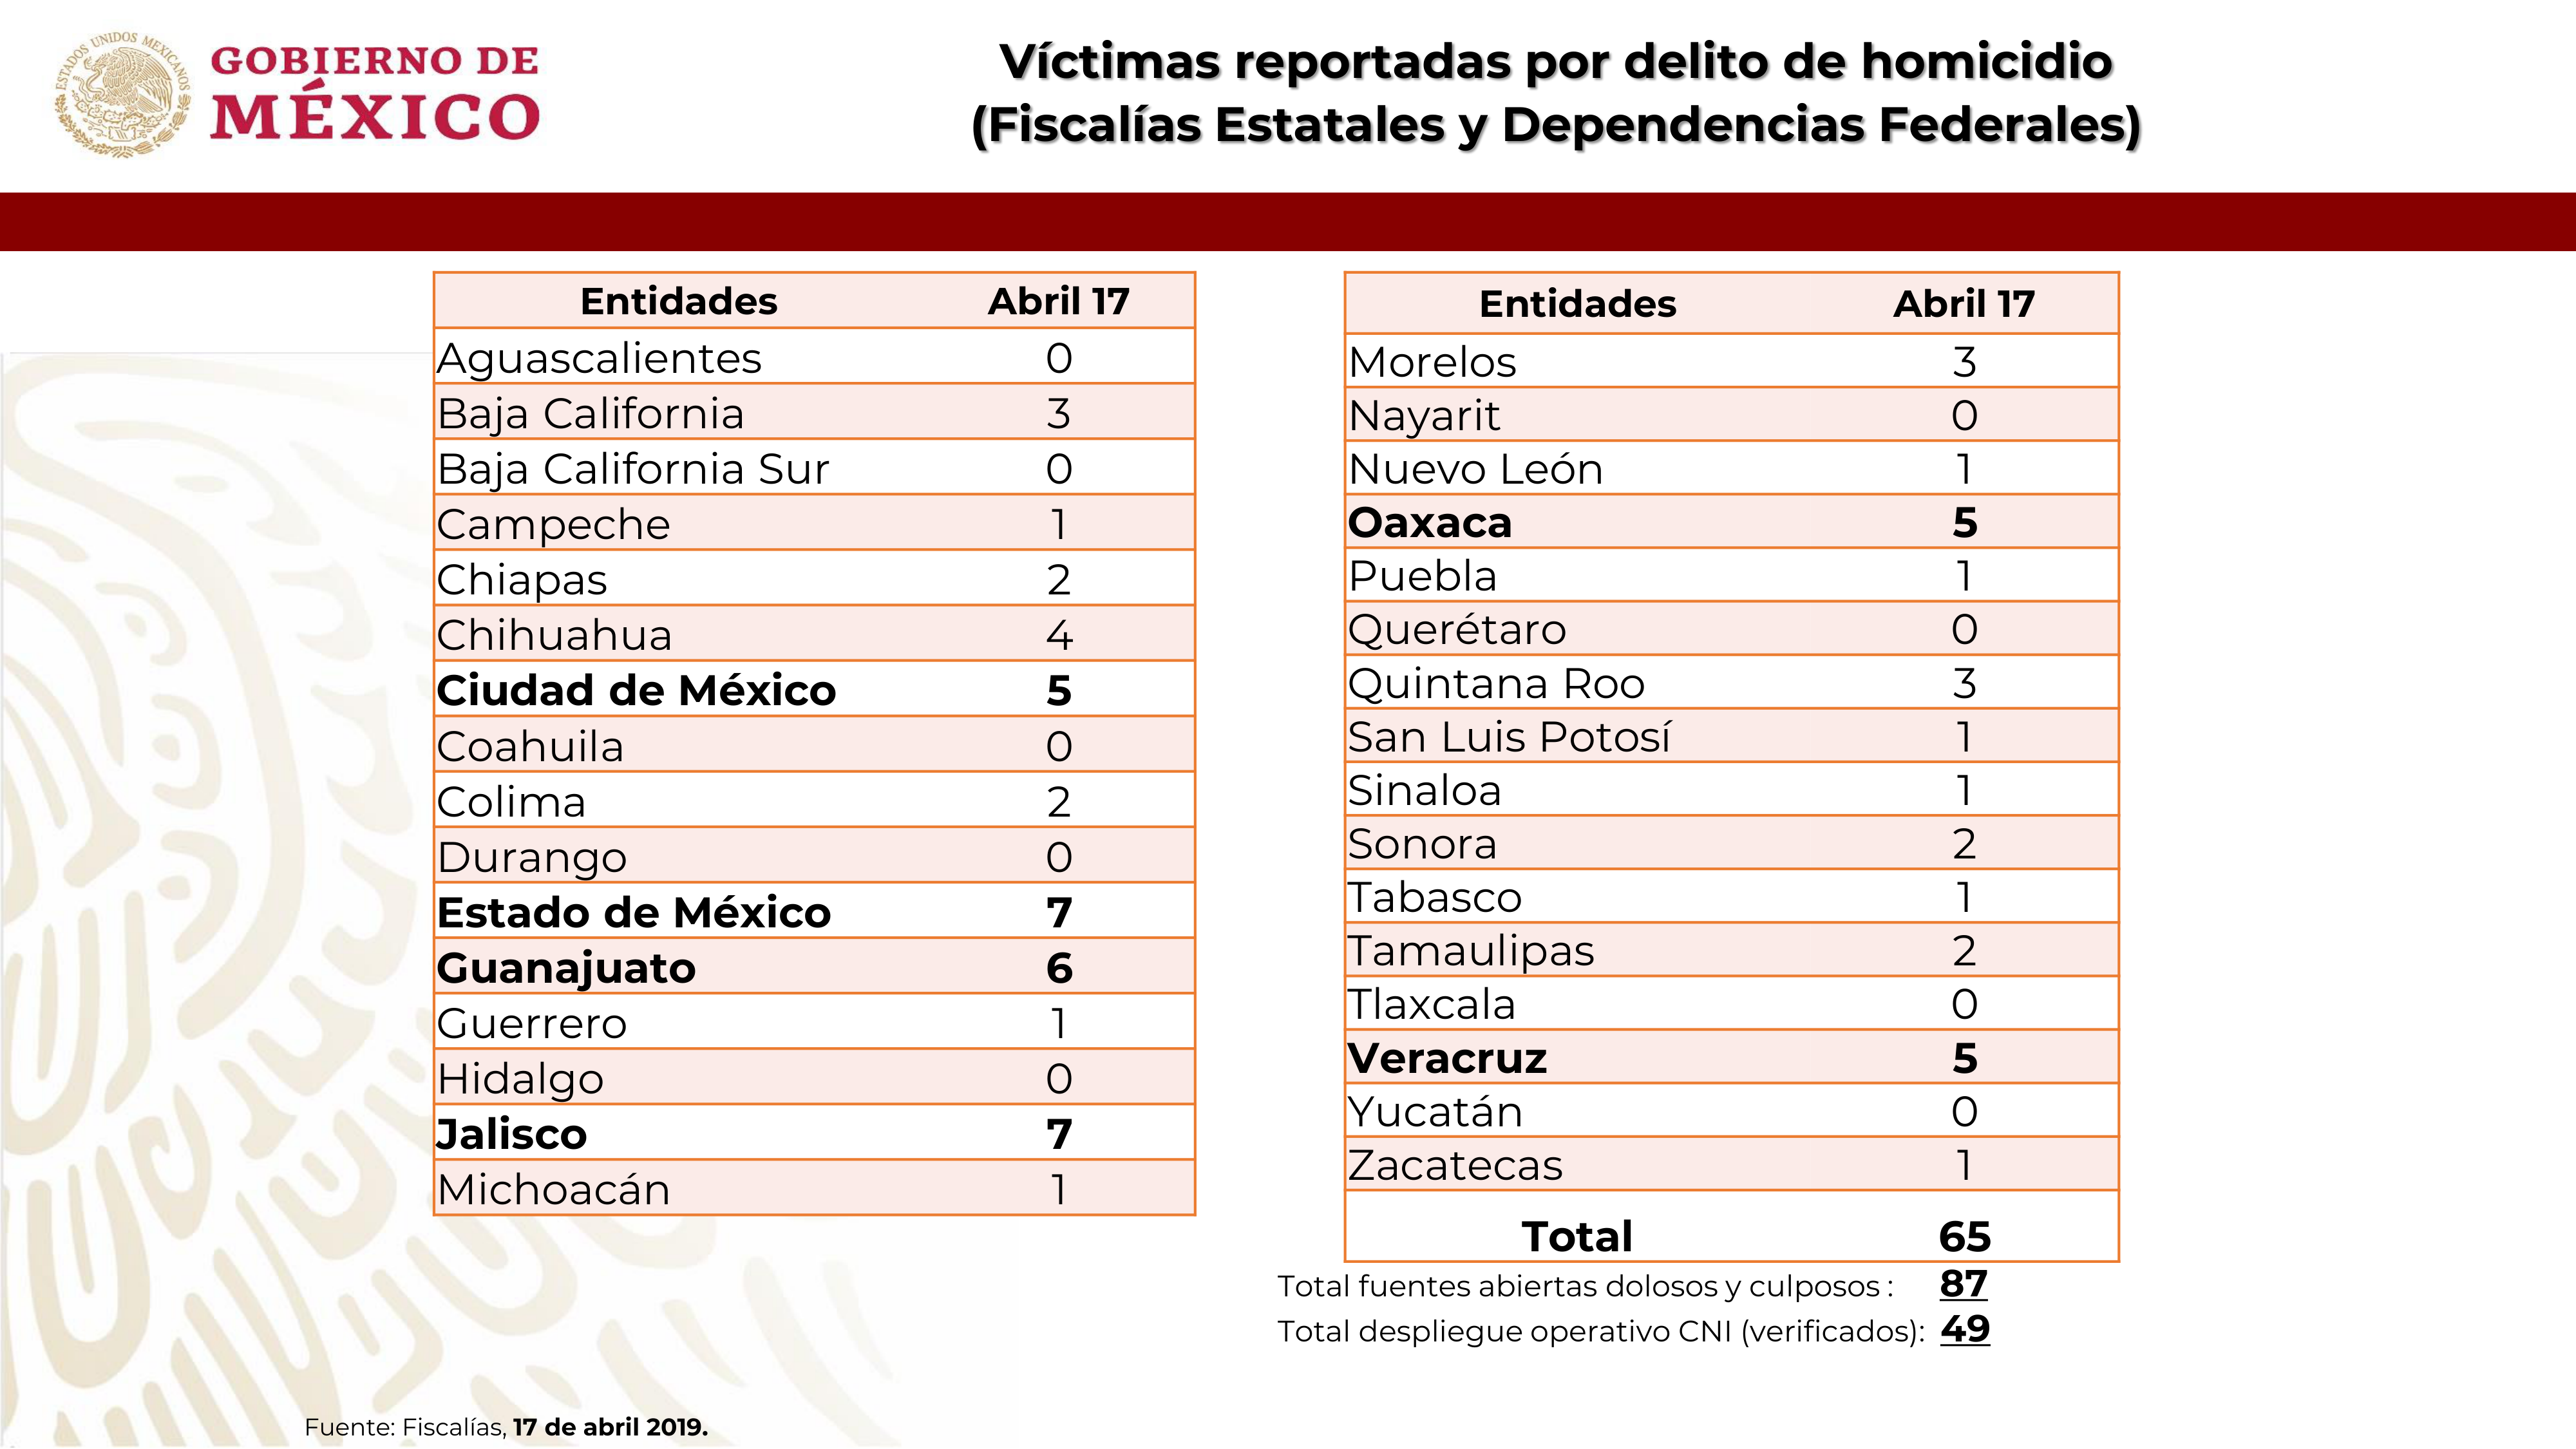 ESTADOS UNIDOS MEXICANOS
GOBIERNO DE
MÉXICO
Víctimas reportadas por delito de homicidio
(Fiscalías Estatales y Dependencias Federales)
Entidades Abril 17
Aguascalientes 0
Baja California 3
Baja California Sur 0
Campeche 1
Chiapas 2
Chihuahua 4
Ciudad de México 5
Coahuila 0
Colima 2
Durango 0
Estado de México 7
Guanajuato 6
Guerrero 1
Hidalgo 0
Jalisco 7
Michoacán 1
Entidades Abril 17
Morelos 3
Nayarit 0
Nuevo León 1
Oaxaca 5
Puebla 1
Querétaro 0
Quintana Roo 3
San Luis Potosí 1
Sinaloa 1
Sonora 2
Tabasco 1
Tamaulipas 2
Tlaxcala 0
Veracruz 5
Yucatán 0
Zacatecas 1
Total 65
Total fuentes abiertas dolosos y culposos : 87
Total despliegue operativo CNI (verificados): 49
Fuente: Fiscalías, 17 de abril 2019.